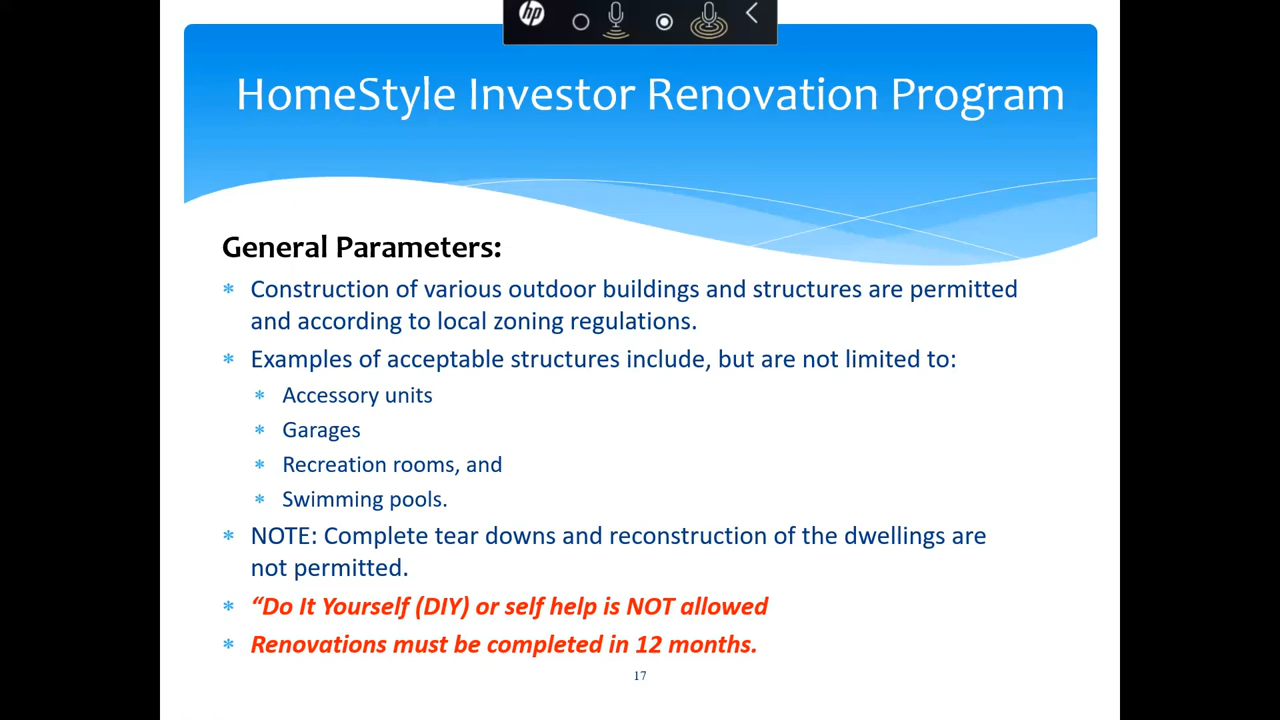 hp
HomeStyle Investor Renovation Program
General Parameters:
* Construction of various outdoor buildings and structures are permitted
and according to local zoning regulations.
* Examples of acceptable structures include, but are not limited to:
* Accessory units
* Garages
* Recreation rooms, and
* Swimming pools.
* NOTE: Complete tear downs and reconstruction of the dwellings are
not permitted.
* “Do It Yourself (DIY) or self help is NOT allowed
* Renovations must be completed in 12 months.
17